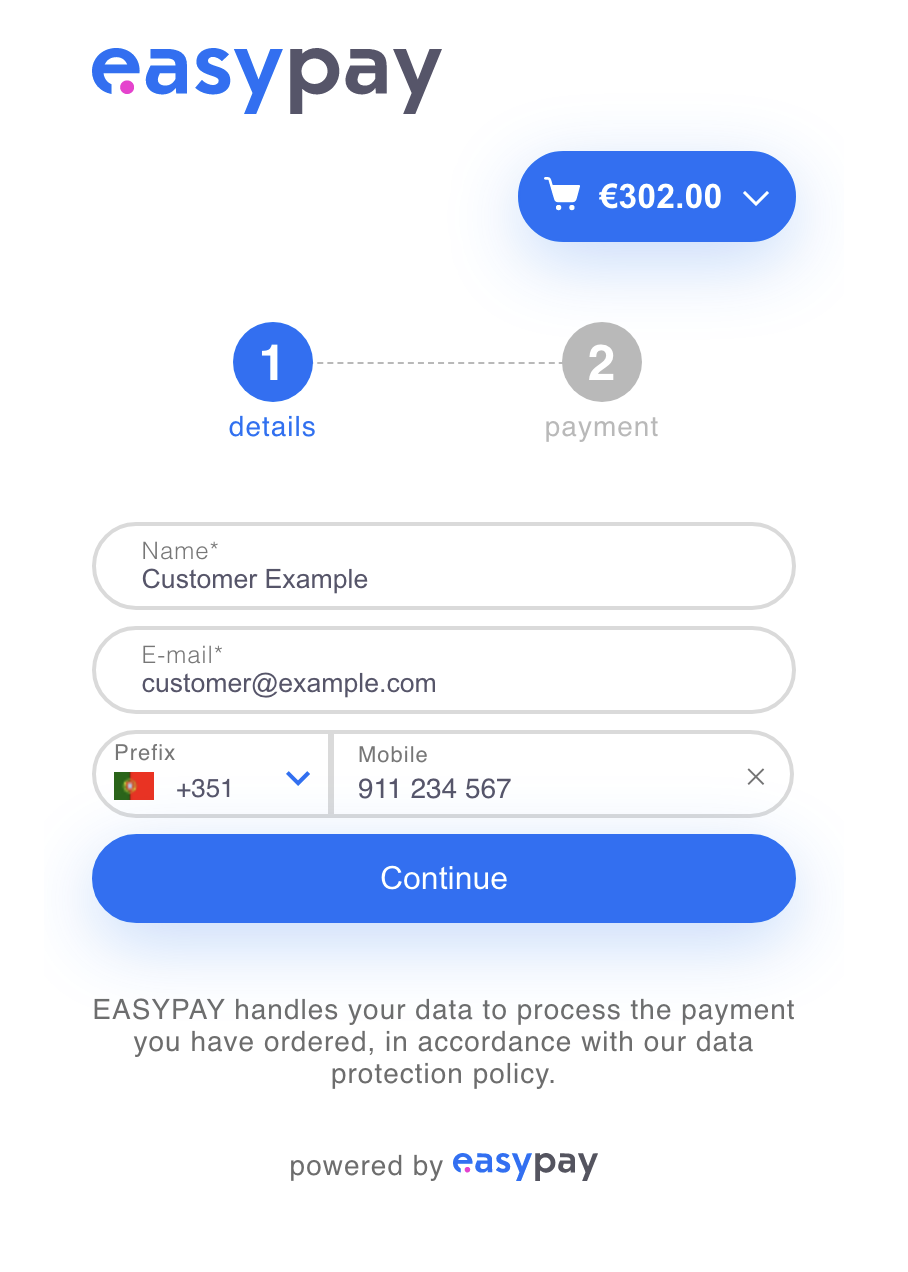 easypay
€302.00
1
2
details
payment
Name*
Customer Example
E-mail*
customer@example.com
Prefix
+351
Mobile
911 234 567
Continue
EASYPAY handles your data to process the payment
you have ordered, in accordance with our data
protection policy.
powered by easypay